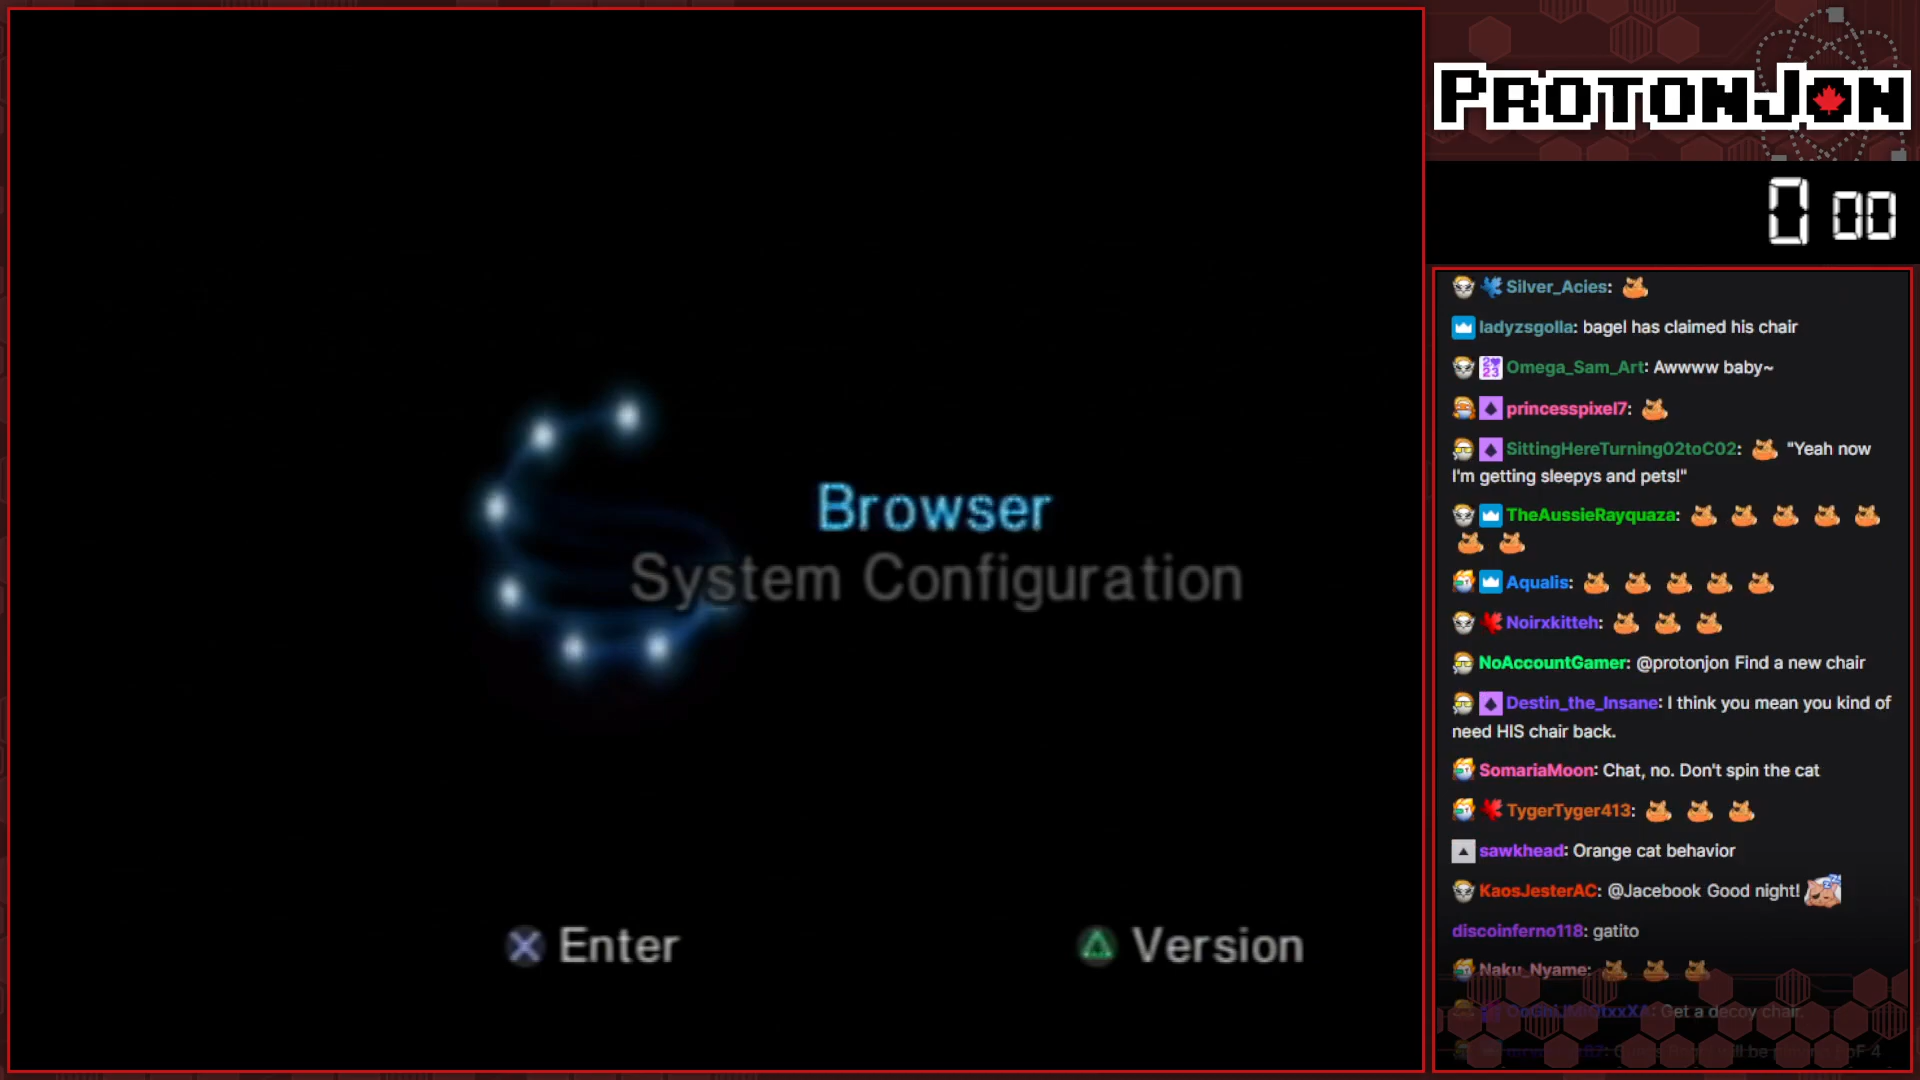 PROTONJON
0 00
Browser
System Configuration
Enter
Version
Silver_Acies:
ladyzsgolla: bagel has claimed his chair
Omega_Sam_Art: Awwww baby~
princesspixel7:
SittingHereTurning02toC02: "Yeah now
I'm getting sleepys and pets!"
TheAussieRayquaza:
Aqualis:
Noirxkitteh:
NoAccountGamer: @protonjon Find a new chair
Destin_the_Insane: I think you mean you kind of
need HIS chair back.
SomariaMoon: Chat, no. Don't spin the cat
TygerTyger413:
sawkhead: Orange cat behavior
KaosJesterAC: @Jacebook Good night!
discoinferno118: gatito
Naku_Nyame:
Get a decoy chair.
will be